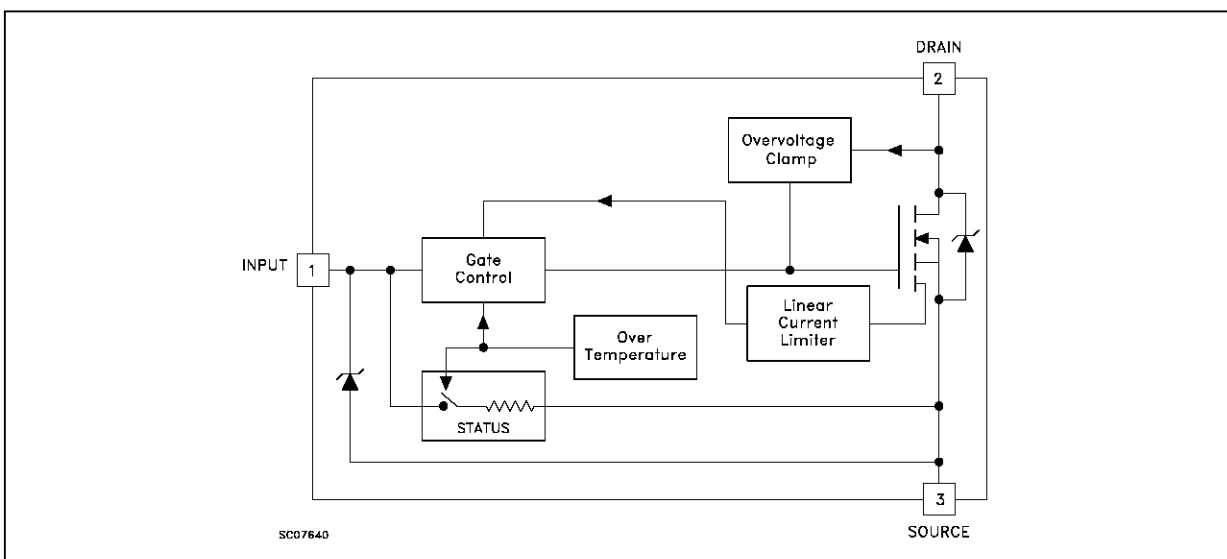 DRAIN
2
Overvoltage
Clamp
INPUT
1
Gate
Control
Linear
Current
Limiter
Over
Temperature
STATUS
3
SOURCE
SC07640